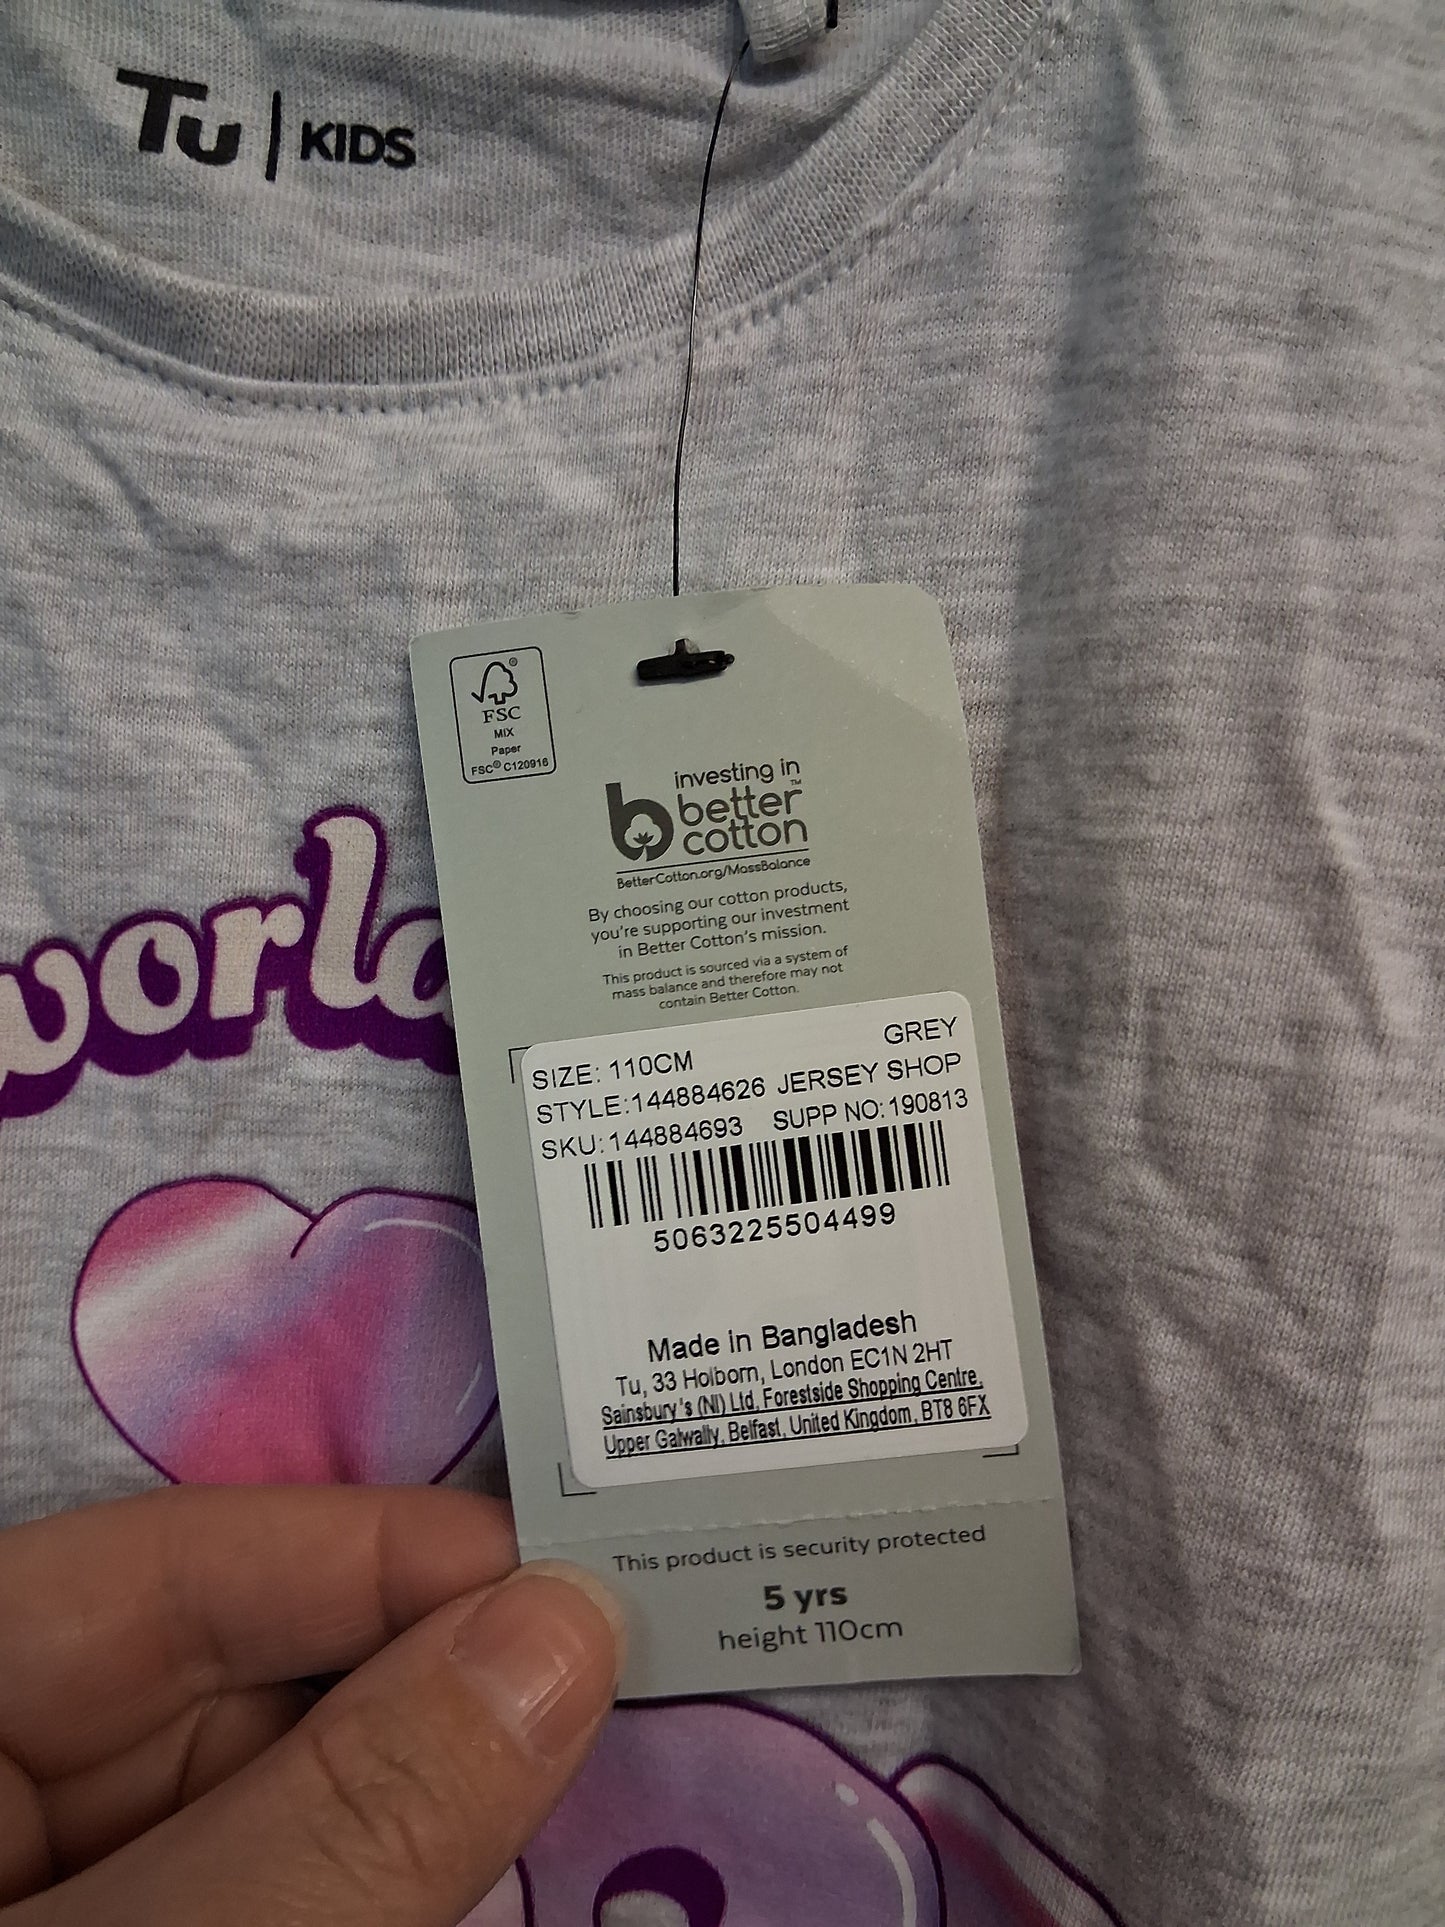 Tu | KIDS
FSC®
MIX
Paper
FSC® C120916
investing in
better™
cotton
BetterCotton.org/MassBalance
By choosing our cotton products,
you're supporting our investment
in Better Cotton's mission.
This product is sourced via a system of
mass balance and therefore may not
contain Better Cotton.
GREY
SIZE: 110CM
STYLE:144884626 JERSEY SHOP
SKU:144884693 SUPP NO:190813
5063225504499
Made in Bangladesh
Tu, 33 Holborn, London EC1N 2HT
Sainsbury's (NI) Ltd, Forestside Shopping Centre,
Upper Galwally, Belfast, United Kingdom, BT8 6FX
This product is security protected
5 yrs
height 110cm